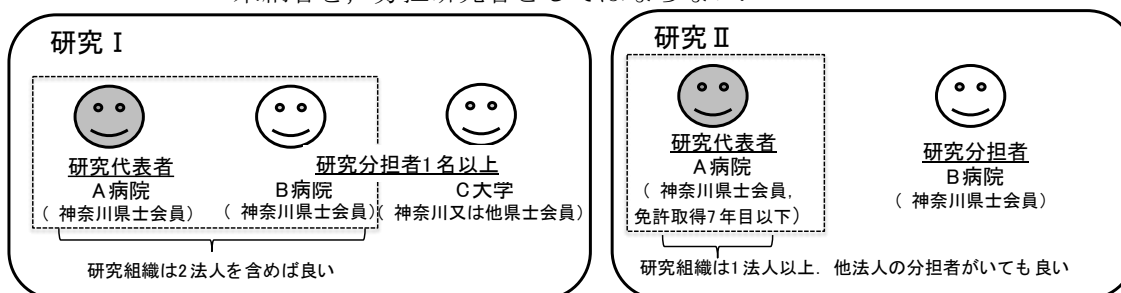 研究Ⅰ
研究代表者
A病院
( 神奈川県士会員)
研究分担者1名以上
B病院
( 神奈川県士会員)
C大学
( 神奈川又は他県士会員)
研究組織は2法人を含めば良い
研究Ⅱ
研究代表者
A病院
( 神奈川県士会員,
免許取得7年目以下)
研究分担者
B病院
( 神奈川県士会員)
研究組織は1法人以上. 他法人の分担者がいても良い